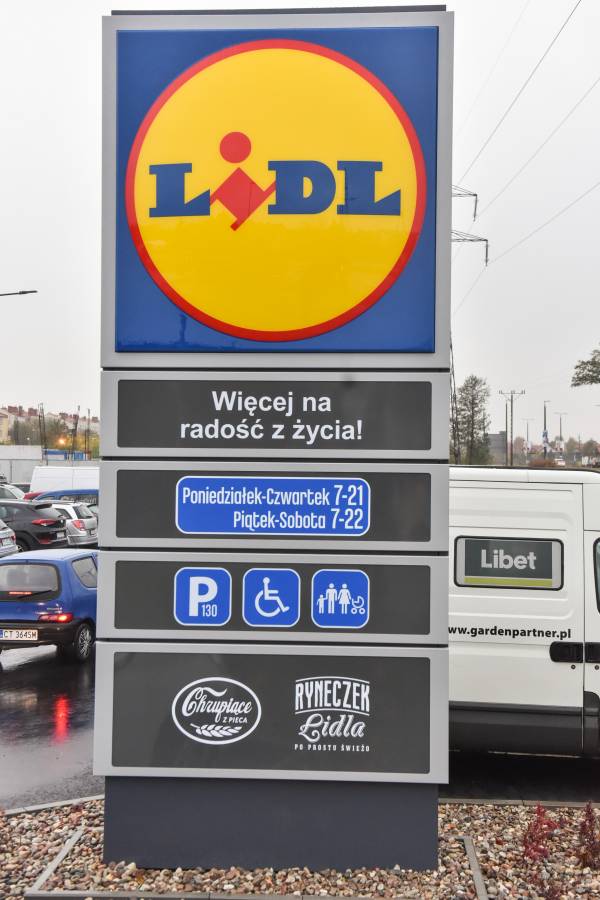 LIDL
Więcej na
radość z życia!
Poniedziałek-Czwartek 7-21
Piątek-Sobota 7-22
P
130
Chrupiące
Z PIECA
RYNECZEK
Lidla
PO PROSTU ŚWIEŻO
Libet
www.gardenpartner.pl
CT 3645M